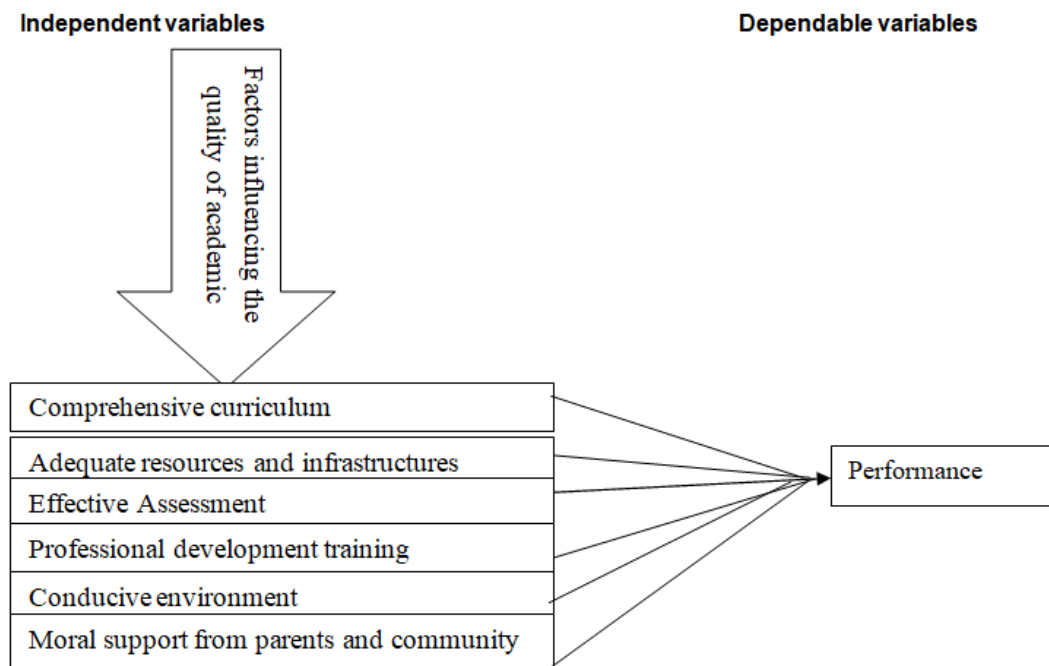 Independent variables
Dependable variables
Factors influencing the
quality of academic
Comprehensive curriculum
Adequate resources and infrastructures
Effective Assessment
Professional development training
Conducive environment
Moral support from parents and community
Performance